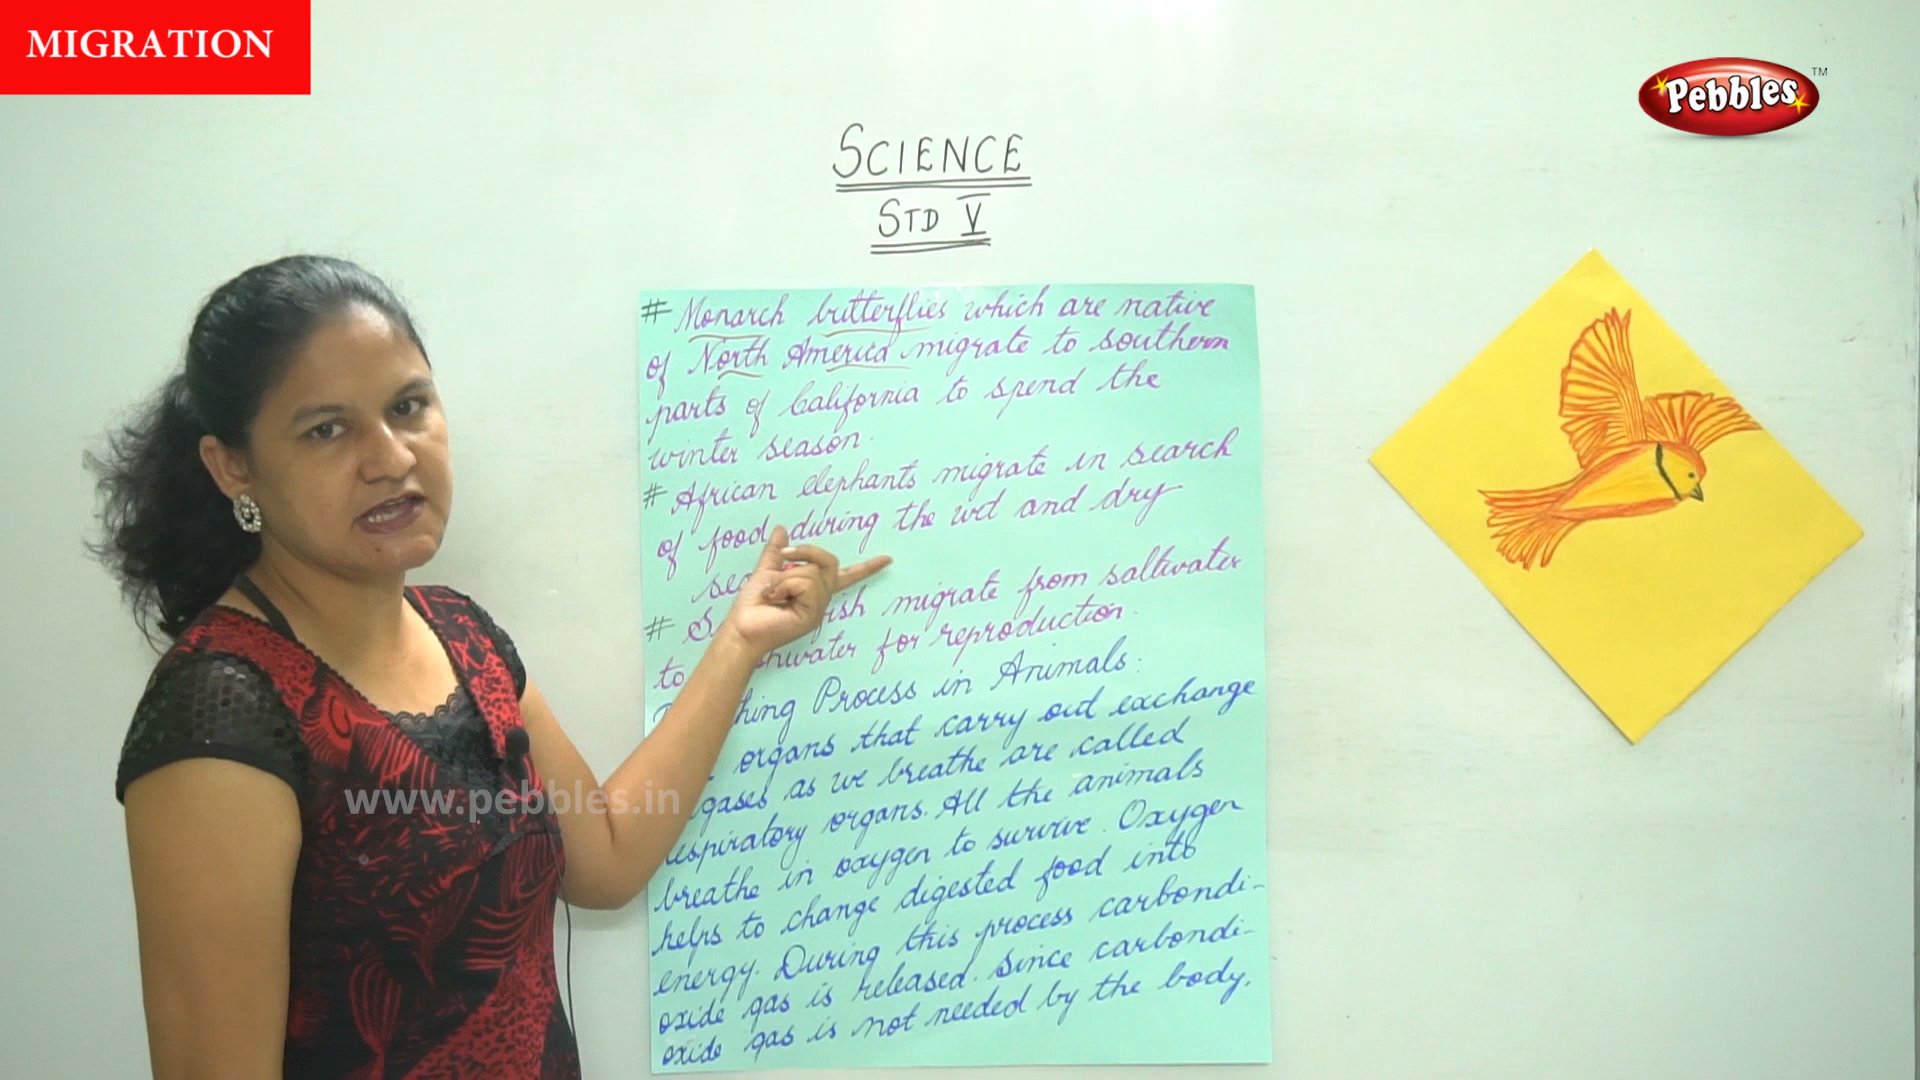 MIGRATION
Pebbles TM
SCIENCE
STD V
# Monarch butterflies which are native
of North America migrate to southern
parts of California to spend the
winter season.
# African elephants migrate in search
of food during the wet and dry
# fish migrate from saltwater
to for reproduction.
Process in Animals:
organs that carry out exchange
gases as we breathe are called
respiratory organs. All the animals
breathe in oxygen to survive. Oxygen
helps to change digested food into
energy. During this process carbondi-
oxide gas is released. Since carbondi-
oxide gas is not needed by the body.
www.pebbles.in